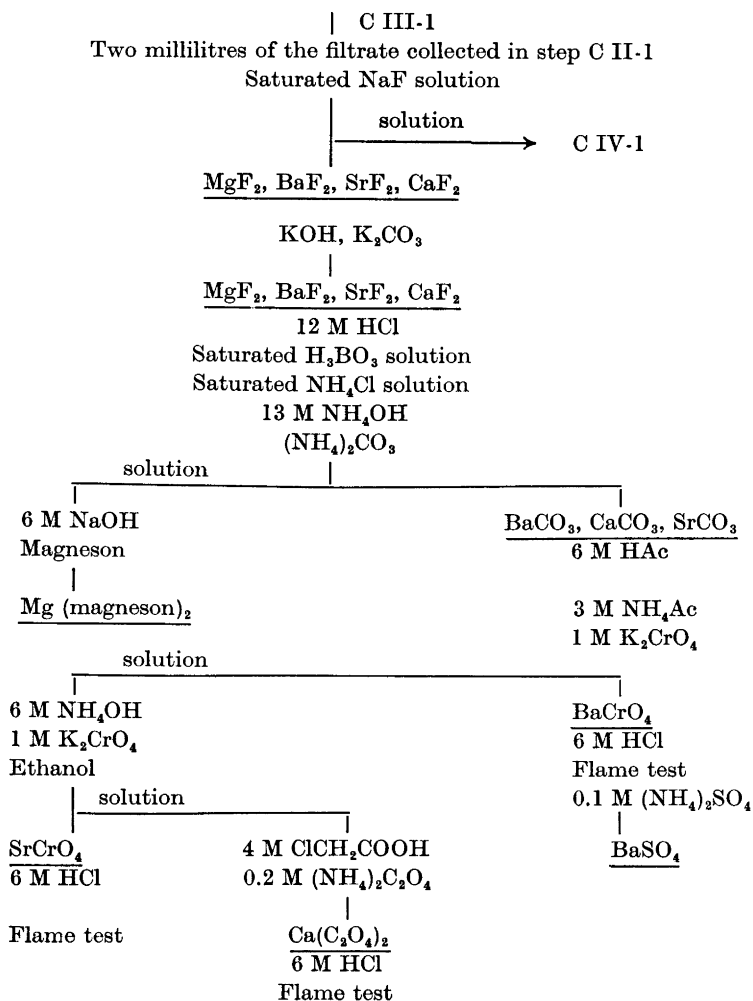 C III-1
Two millilitres of the filtrate collected in step C II-1
Saturated NaF solution
solution
C IV-1
MgF₂, BaF₂, SrF₂, CaF₂
KOH, K₂CO₃
MgF₂, BaF₂, SrF₂, CaF₂
12 M HCl
Saturated H₃BO₃ solution
Saturated NH₄Cl solution
13 M NH₄OH
(NH₄)₂CO₃
solution
6 M NaOH
Magneson
Mg (magneson)₂
BaCO₃, CaCO₃, SrCO₃
6 M HAc
3 M NH₄Ac
1 M K₂CrO₄
solution
6 M NH₄OH
1 M K₂CrO₄
Ethanol
BaCrO₄
6 M HCl
Flame test
0.1 M (NH₄)₂SO₄
BaSO₄
solution
SrCrO₄
6 M HCl
Flame test
4 M ClCH₂COOH
0.2 M (NH₄)₂C₂O₄
Ca(C₂O₄)₂
6 M HCl
Flame test